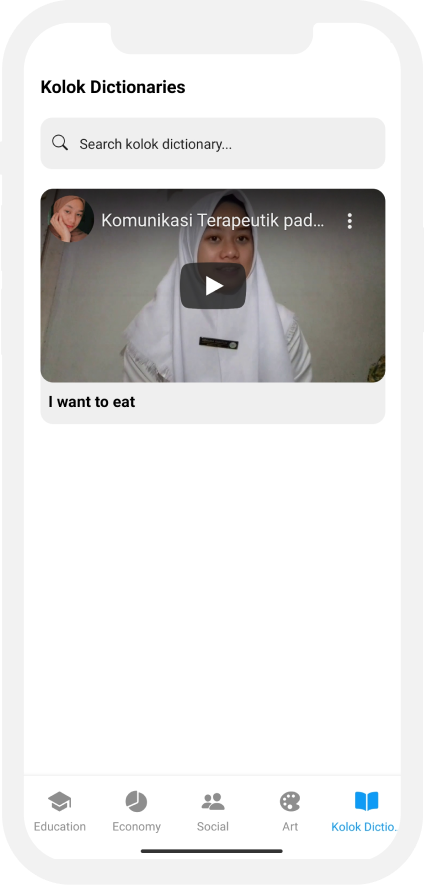 Kolok Dictionaries
Search kolok dictionary...
Komunikasi Terapeutik pad...
I want to eat
Education
Economy
Social
Art
Kolok Dictio.